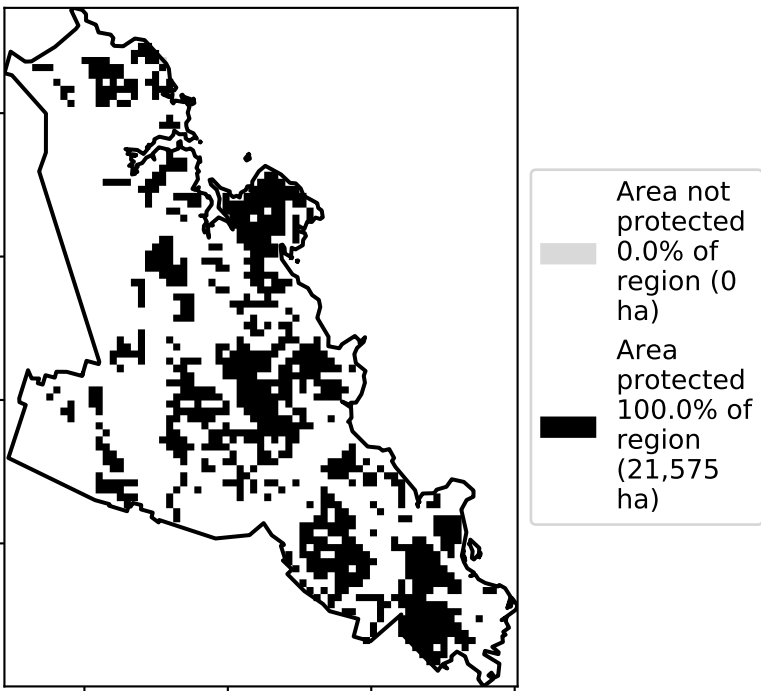 Area not
protected
0.0% of
region (0
ha)
Area
protected
100.0% of
region
(21,575
ha)